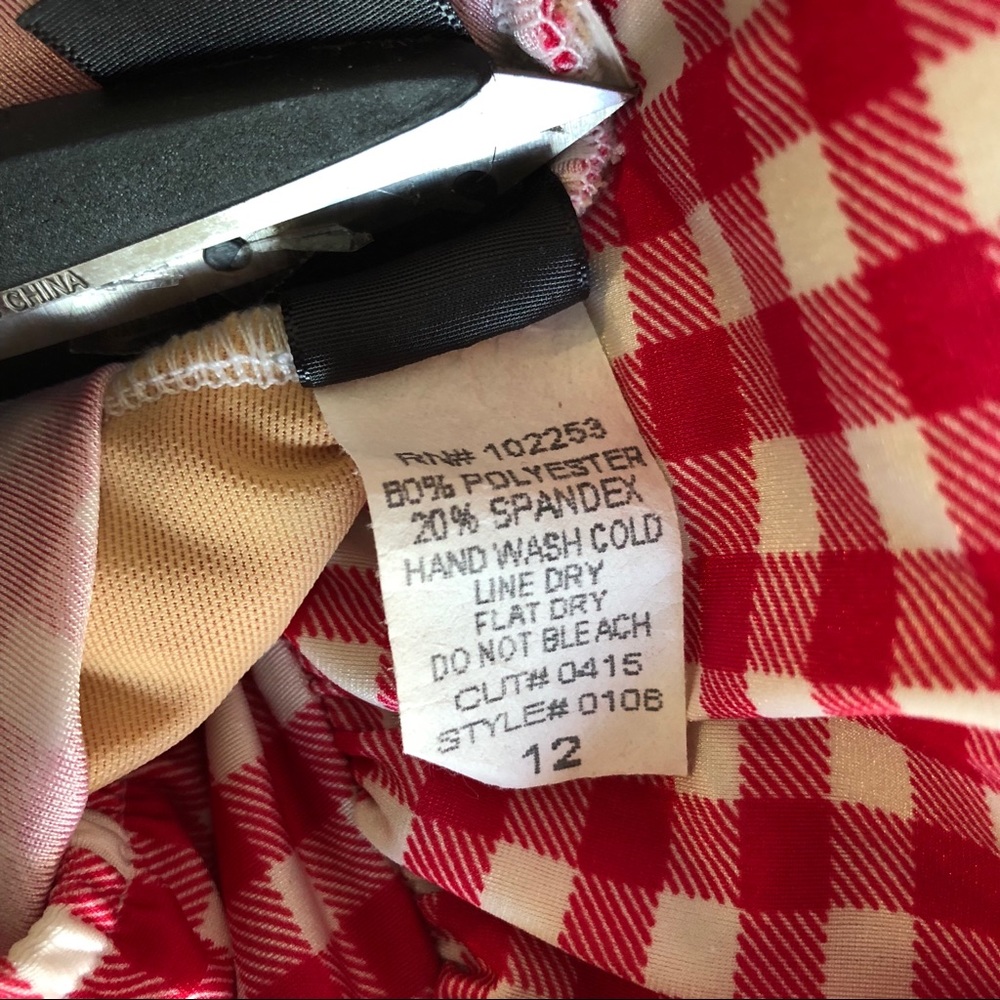 CHINA
RN# 102253
80% POLYESTER
20% SPANDEX
HAND WASH COLD
LINE DRY
FLAT DRY
DO NOT BLEACH
CUT# 0415
STYLE# 0106
12